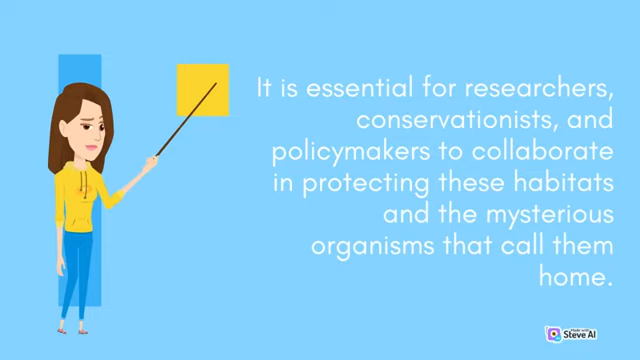 It is essential for researchers,
conservationists, and
policymakers to collaborate
in protecting these habitats
and the mysterious
organisms that call them
home.
Made with
Steve AI